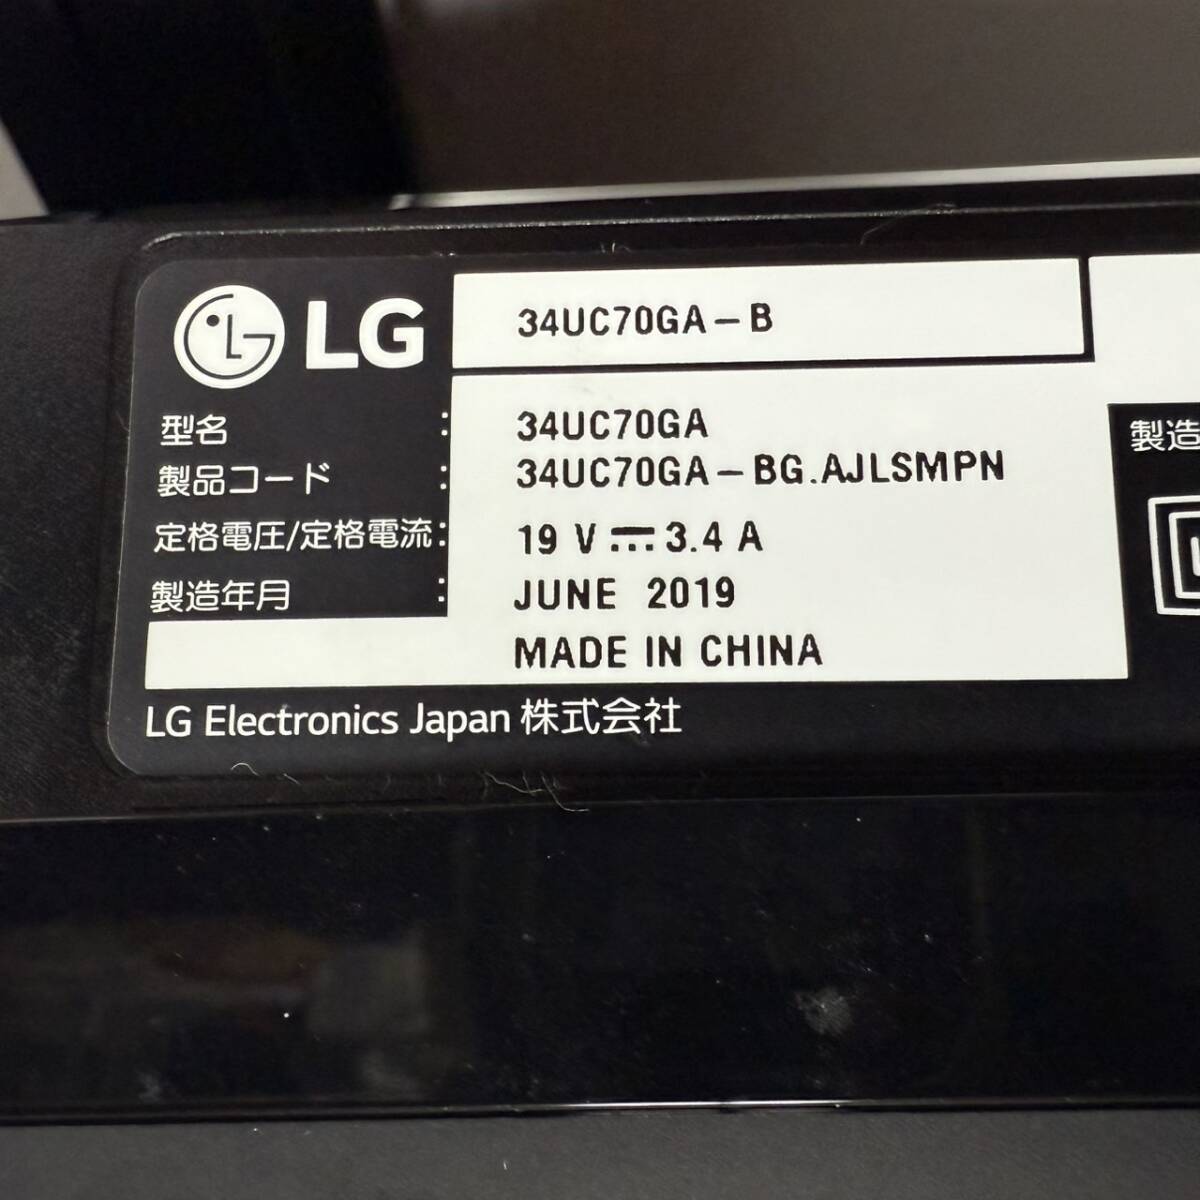 LG 34UC70GA-B
型名 : 34UC70GA
製品コード : 34UC70GA-BG.AJLSMPN
定格電圧/定格電流: 19 V ⎓ 3.4 A
製造年月 : JUNE 2019
MADE IN CHINA
LG Electronics Japan 株式会社
製造